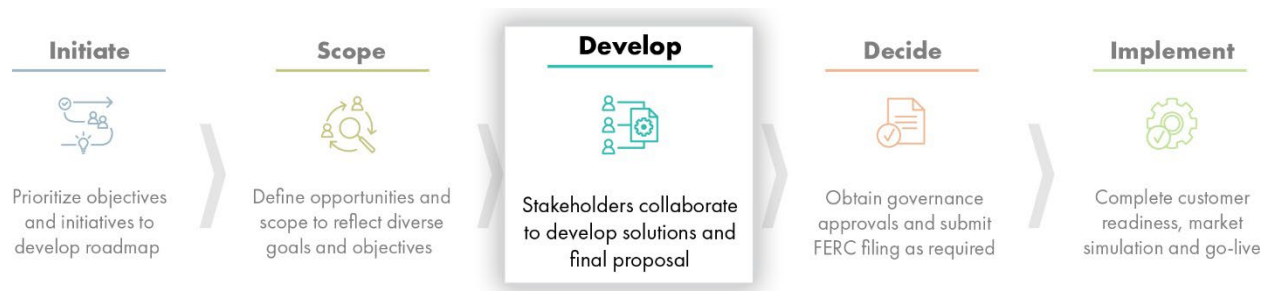 Initiate
Prioritize objectives
and initiatives to
develop roadmap
Scope
Define opportunities and
scope to reflect diverse
goals and objectives
Develop
Stakeholders collaborate
to develop solutions and
final proposal
Decide
Obtain governance
approvals and submit
FERC filing as required
Implement
Complete customer
readiness, market
simulation and go-live